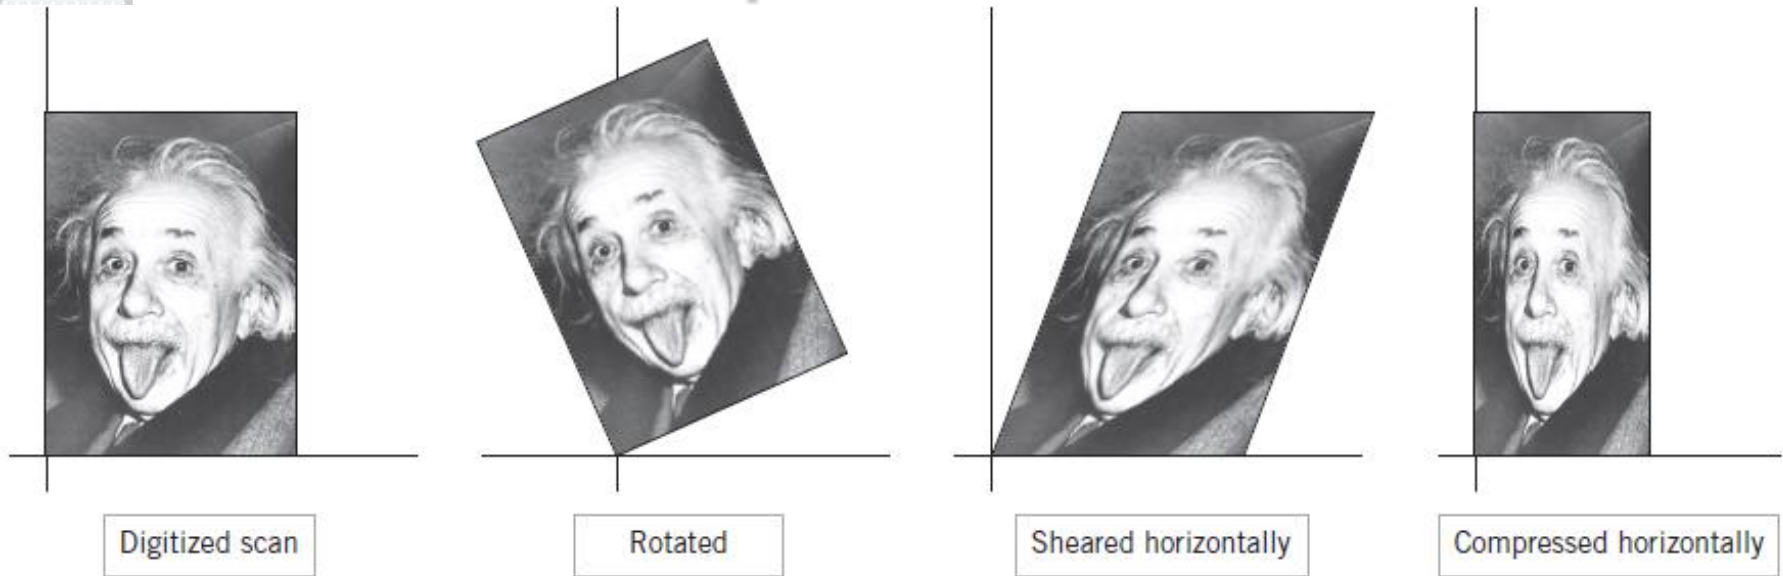 Digitized scan
Rotated
Sheared horizontally
Compressed horizontally